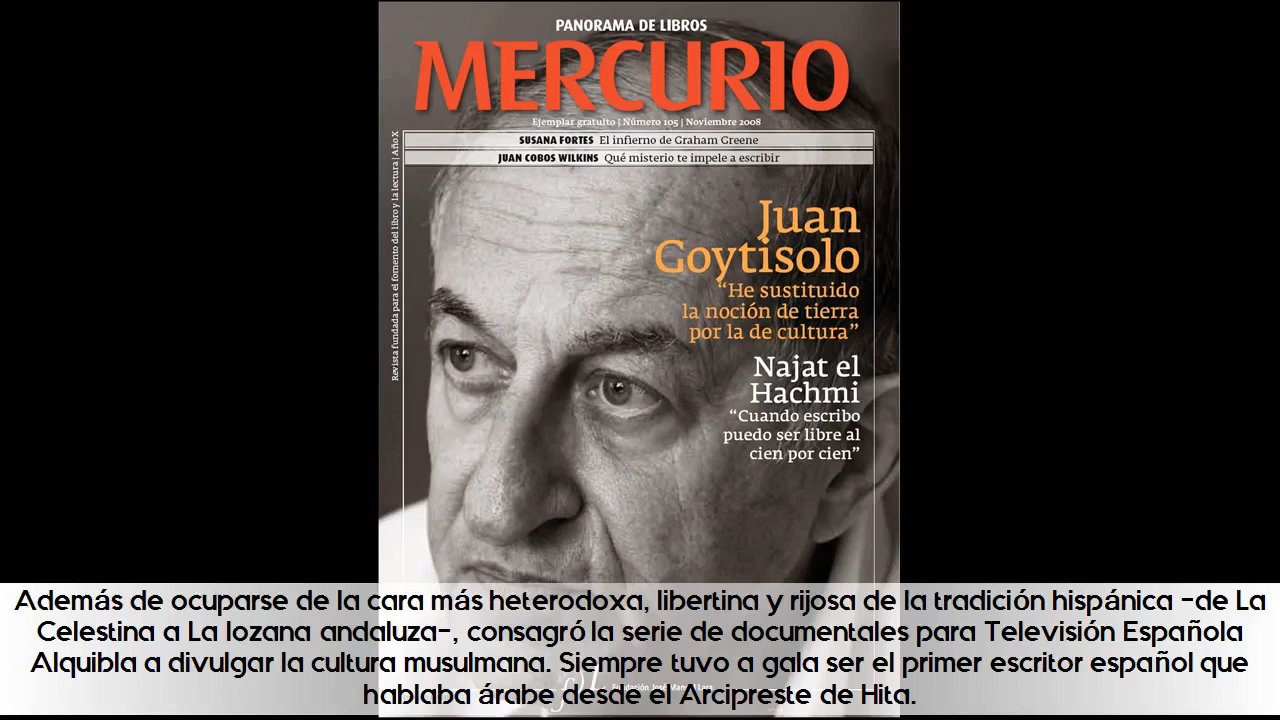 PANORAMA DE LIBROS
MERCURIO
Ejemplar gratuito | Número 105 | Noviembre 2008
SUSANA FORTES El infierno de Graham Greene
JUAN COBOS WILKINS Qué misterio te impele a escribir
Revista fundada para el fomento del libro y la lectura | Año X
Juan
Goytisolo
“He sustituido
la noción de tierra
por la de cultura”
Najat el
Hachmi
“Cuando escribo
puedo ser libre al
cien por cien”
Además de ocuparse de la cara más heterodoxa, libertina y rijosa de la tradición hispánica -de La
Celestina a La lozana andaluza-, consagró la serie de documentales para Televisión Española
Alquibla a divulgar la cultura musulmana. Siempre tuvo a gala ser el primer escritor español que
hablaba árabe desde el Arcipreste de Hita.
Fundación José Manuel Lara